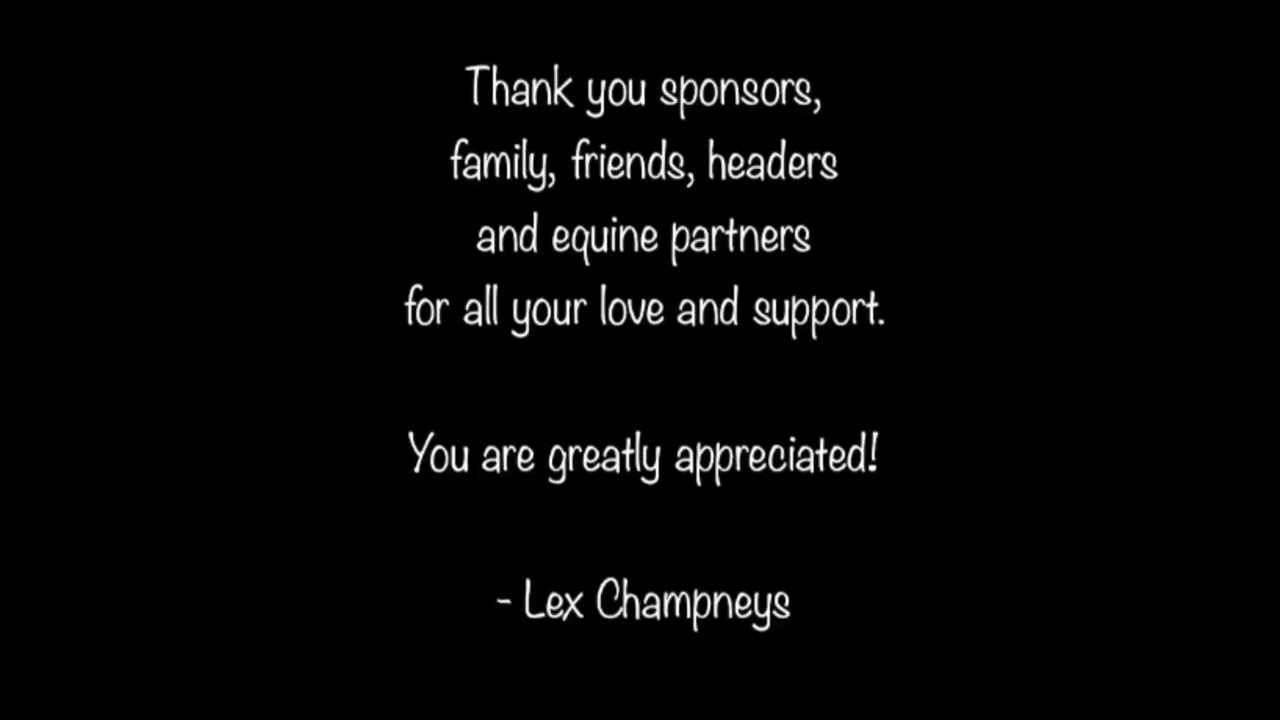 Thank you sponsors,
family, friends, headers
and equine partners
for all your love and support.
You are greatly appreciated!
- Lex Champneys